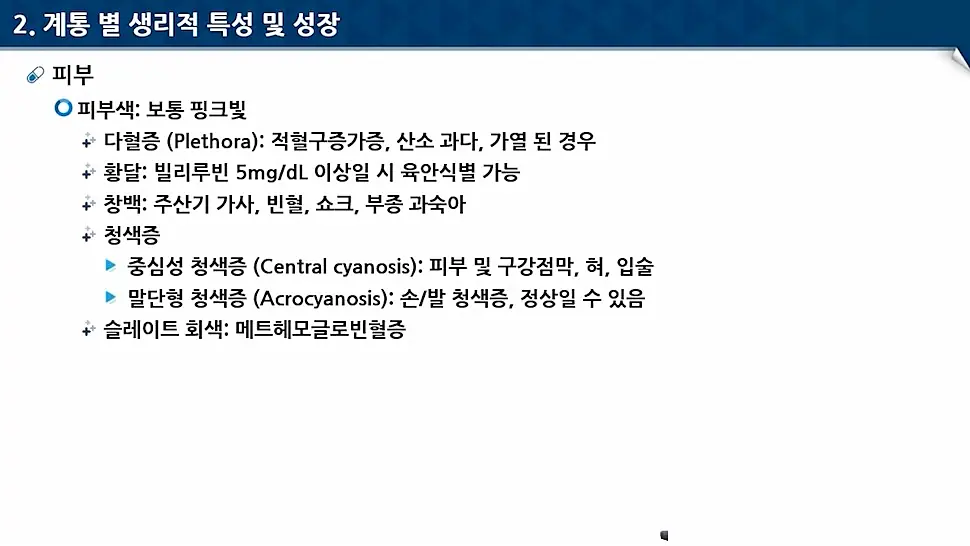 2. 계통 별 생리적 특성 및 성장
피부
피부색: 보통 핑크빛
다혈증 (Plethora): 적혈구증가증, 산소 과다, 가열 된 경우
황달: 빌리루빈 5mg/dL 이상일 시 육안식별 가능
창백: 주산기 가사, 빈혈, 쇼크, 부종 과숙아
청색증
중심성 청색증 (Central cyanosis): 피부 및 구강점막, 혀, 입술
말단형 청색증 (Acrocyanosis): 손/발 청색증, 정상일 수 있음
슬레이트 회색: 메트헤모글로빈혈증